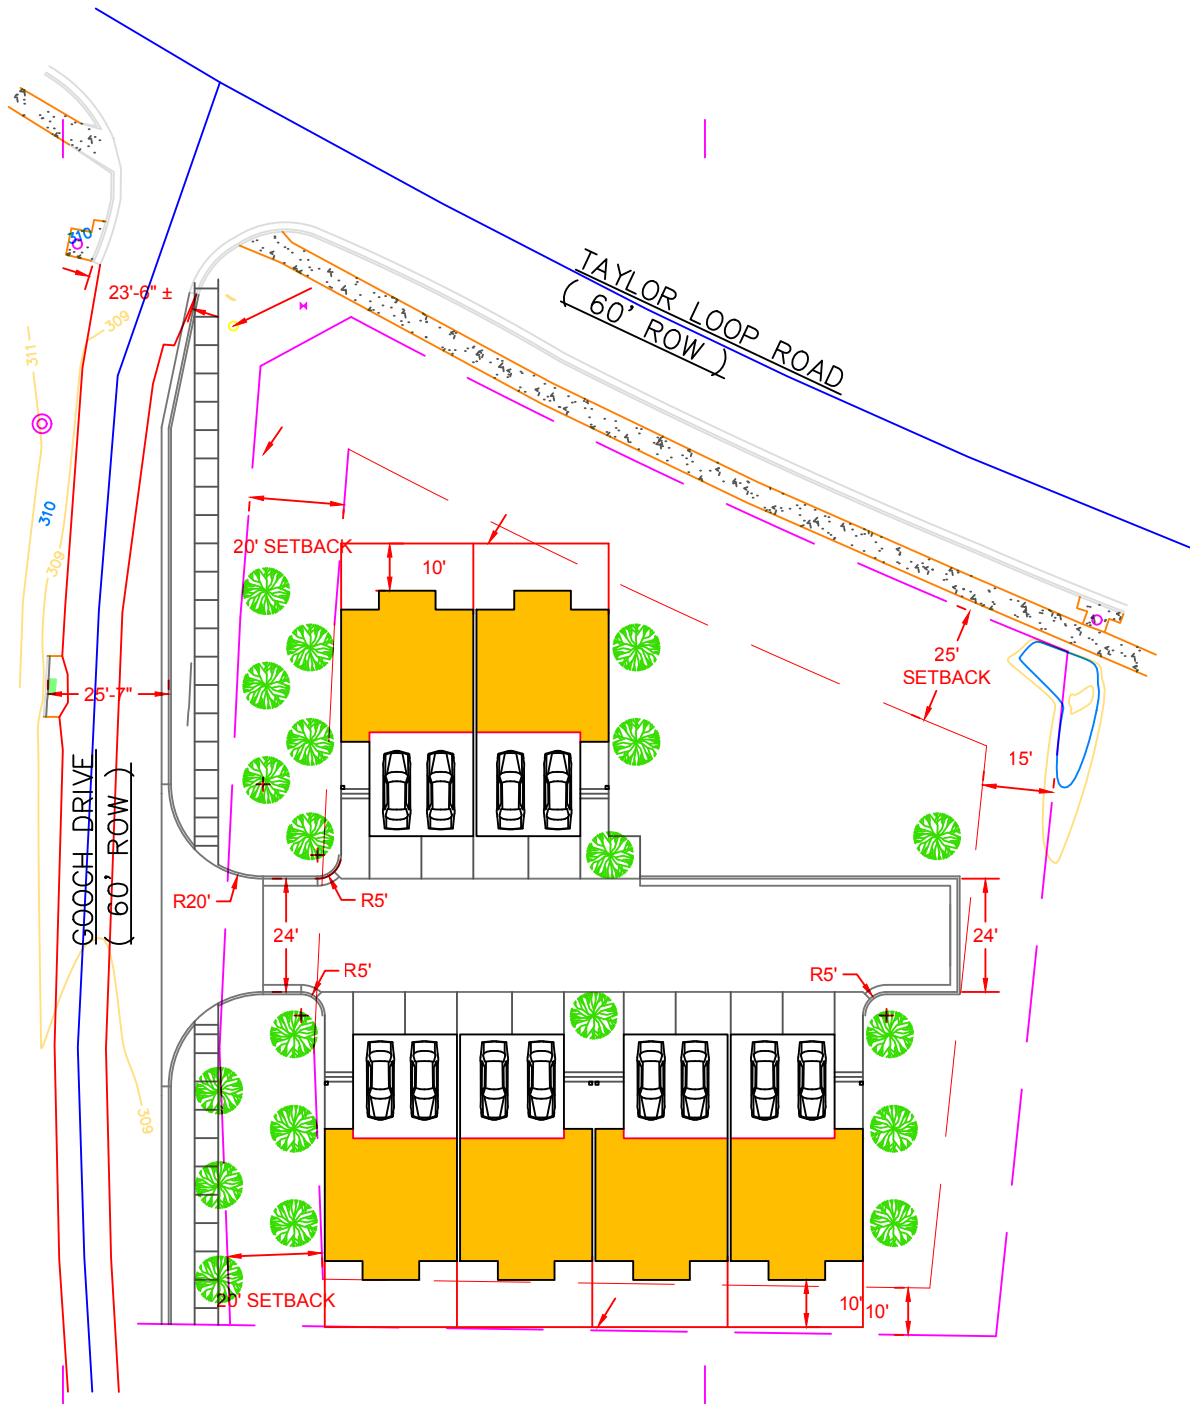 310
23'-6" ±
309
311
TAYLOR LOOP ROAD
( 60' ROW )
310
309
20' SETBACK
10'
25'
SETBACK
25'-7"
15'
GOOCH DRIVE
( 60' ROW )
R20'
R5'
24'
24'
R5'
R5'
309
20' SETBACK
10'
10'